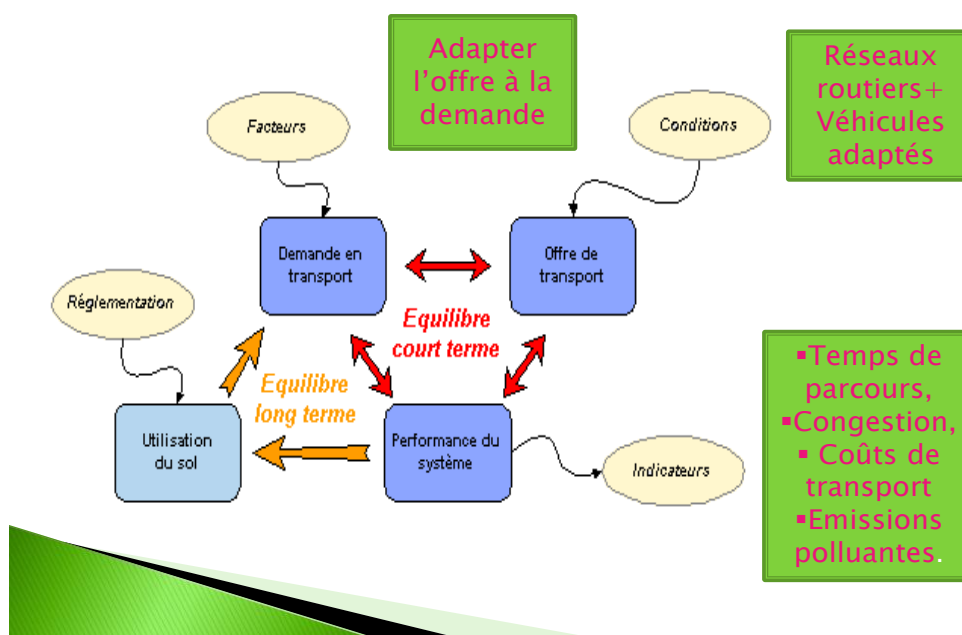 Adapter
l’offre à la
demande
Réseaux
routiers+
Véhicules
adaptés
Facteurs
Conditions
Demande en
transport
Offre de
transport
Réglementation
Equilibre
court terme
Equilibre
long terme
Utilisation
du sol
Performance du
système
Indicateurs
▪Temps de
parcours,
▪Congestion,
▪ Coûts de
transport
▪Emissions
polluantes.